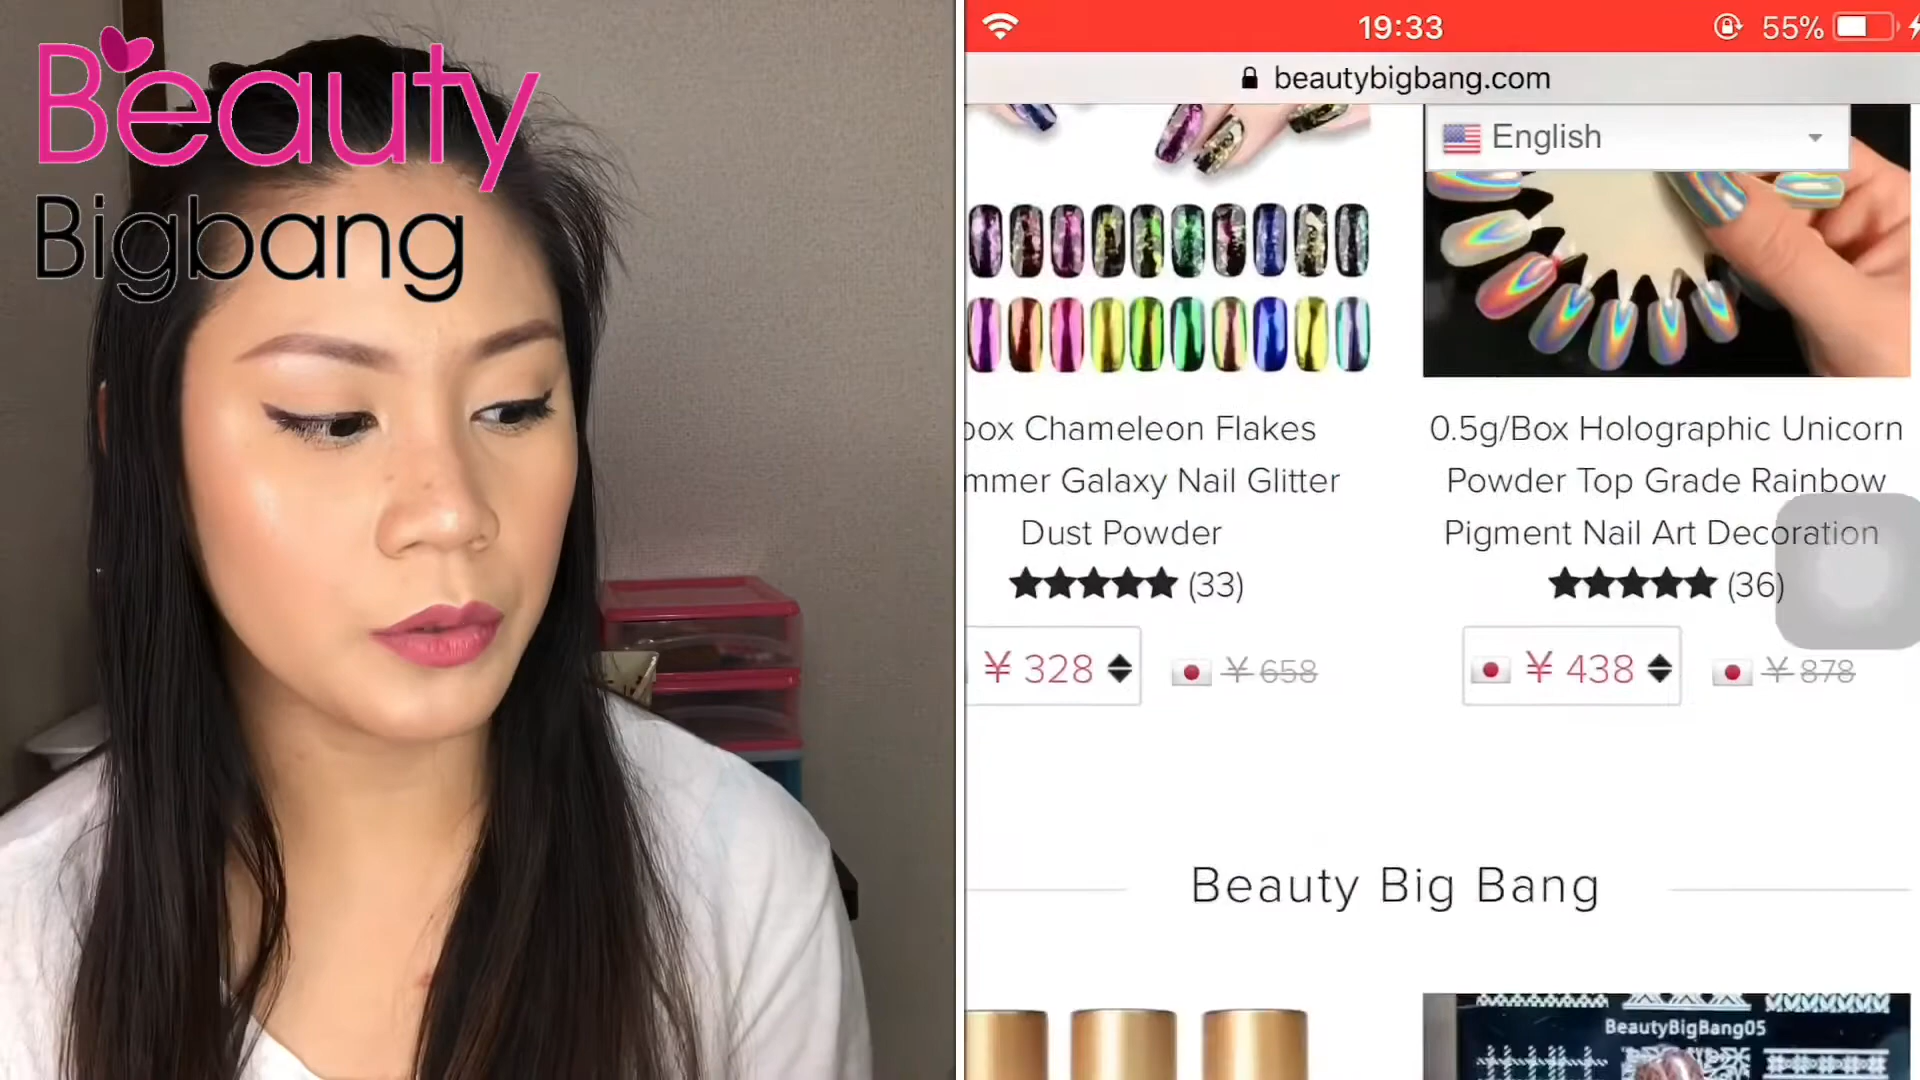 Beauty
Bigbang
19:33
55%
beautybigbang.com
English
box Chameleon Flakes
mmer Galaxy Nail Glitter
Dust Powder
(33)
¥ 328
¥ 658
0.5g/Box Holographic Unicorn
Powder Top Grade Rainbow
Pigment Nail Art Decoration
(36)
¥ 438
¥ 878
Beauty Big Bang
BeautyBigBang05